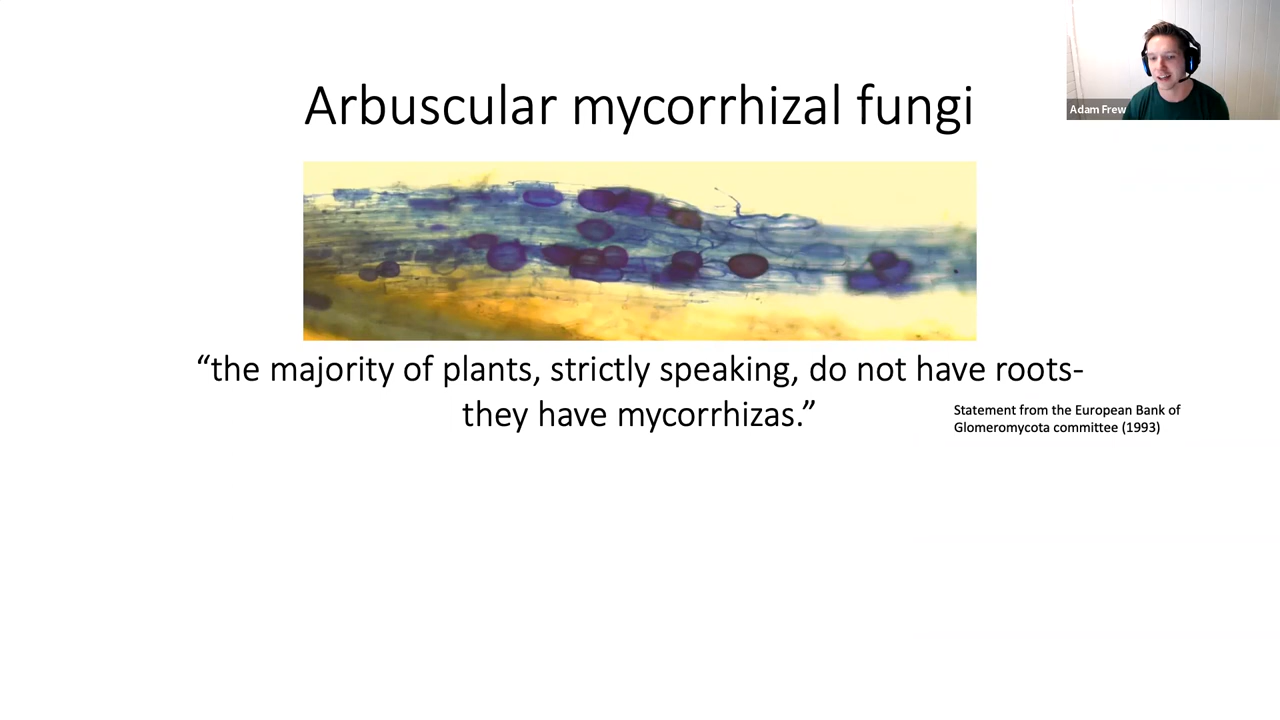 Arbuscular mycorrhizal fungi
Adam Frew
“the majority of plants, strictly speaking, do not have roots-
they have mycorrhizas.”
Statement from the European Bank of
Glomeromycota committee (1993)